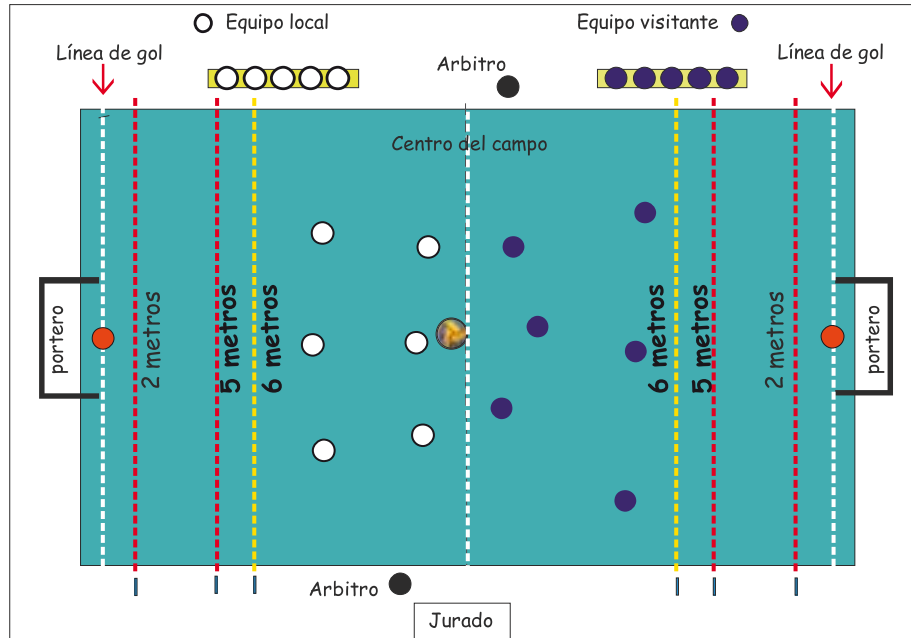 Equipo local
Equipo visitante
Línea de gol
Arbitro
Línea de gol
Centro del campo
portero
2 metros
5 metros
6 metros
6 metros
5 metros
2 metros
portero
Arbitro
Jurado